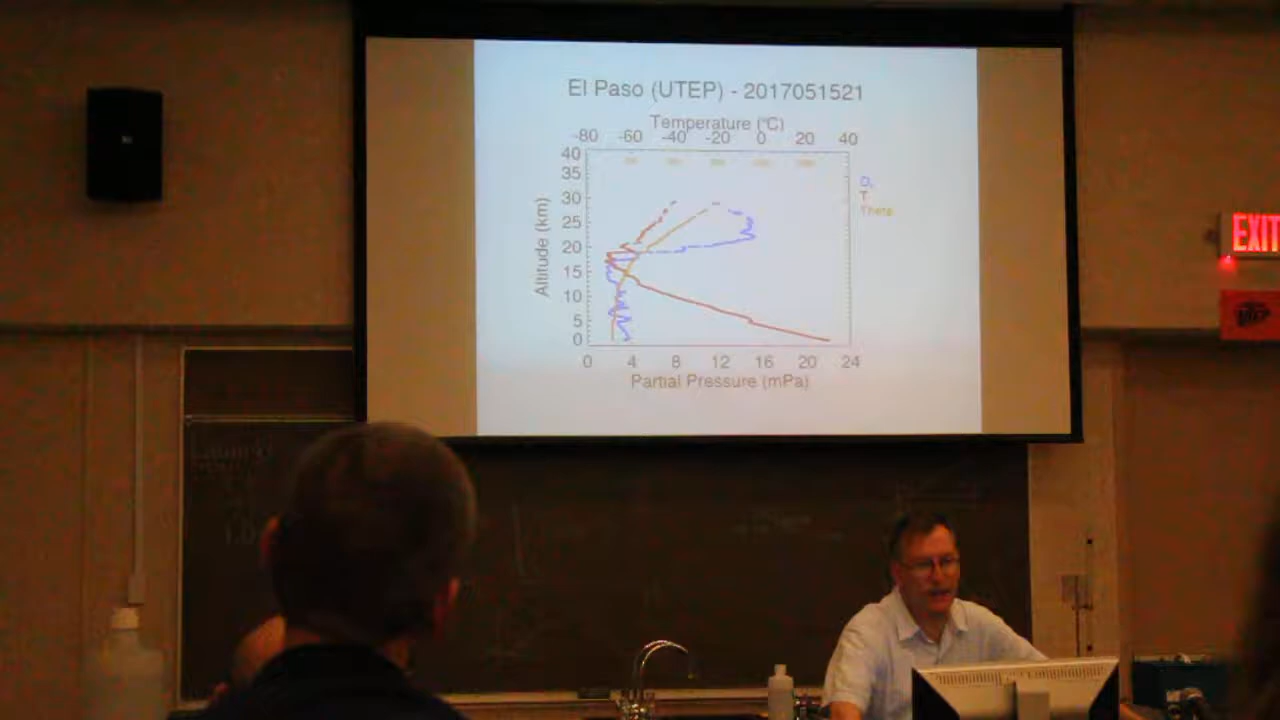 El Paso (UTEP) - 2017051521
Temperature (°C)
-80 -60 -40 -20 0 20 40
40
35
30
25
20
15
10
5
0
Altitude (km)
O₃
T
Theta
0 4 8 12 16 20 24
Partial Pressure (mPa)
EXIT